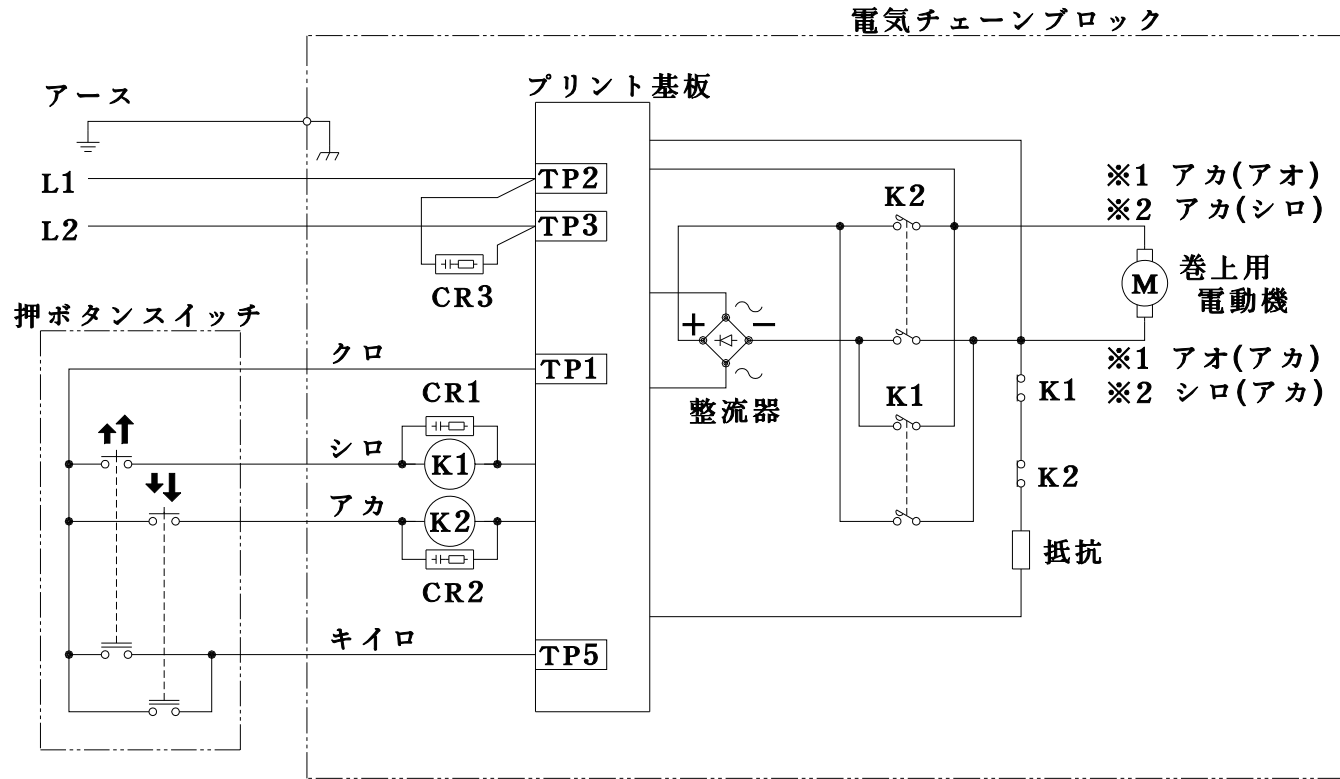 電気チェーンブロック
アース
プリント基板
L1
TP2
L2
TP3
CR3
K2
※1 アカ(アオ)
※2 アカ(シロ)
M
巻上用
電動機
+
−
整流器
※1 アオ(アカ)
※2 シロ(アカ)
押ボタンスイッチ
クロ
TP1
CR1
K1
K1
シロ
K1
K2
アカ
K2
CR2
抵抗
キイロ
TP5